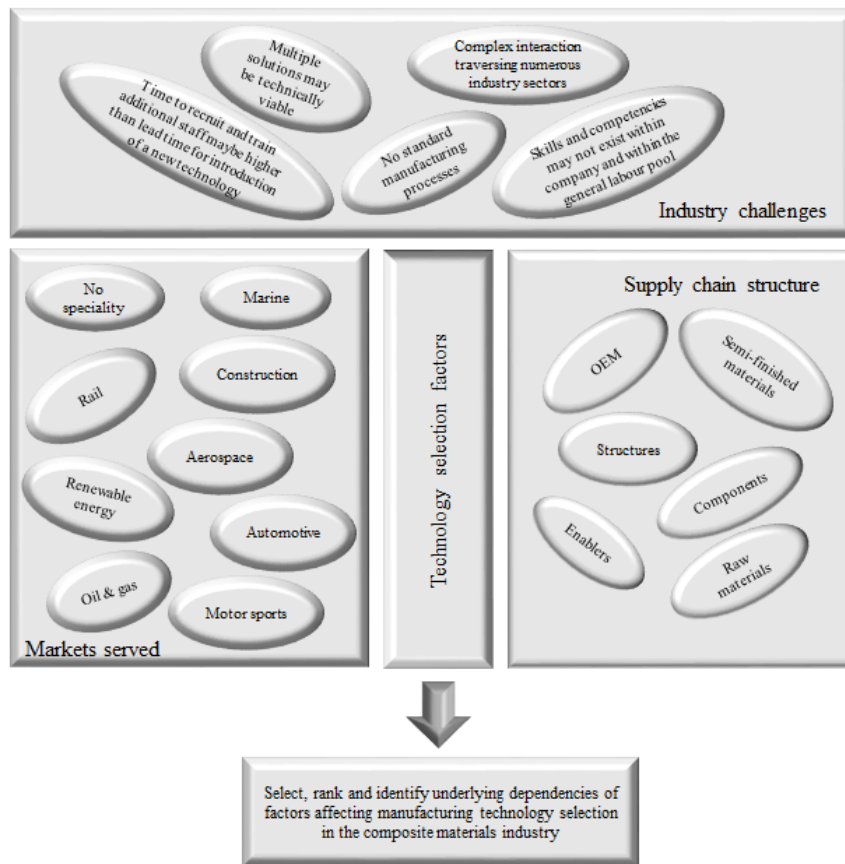 Multiple
solutions may
be technically
viable
Complex interaction
traversing numerous
industry sectors
Time to recruit and train
additional staff maybe higher
than lead time for introduction
of a new technology
No standard
manufacturing
processes
Skills and competencies
may not exist within
company and within the
general labour pool
Industry challenges
No
speciality
Marine
Rail
Construction
Aerospace
Renewable
energy
Automotive
Oil & gas
Motor sports
Markets served
Technology selection factors
Supply chain structure
OEM
Semi-finished
materials
Structures
Components
Enablers
Raw
materials
Select, rank and identify underlying dependencies of
factors affecting manufacturing technology selection
in the composite materials industry